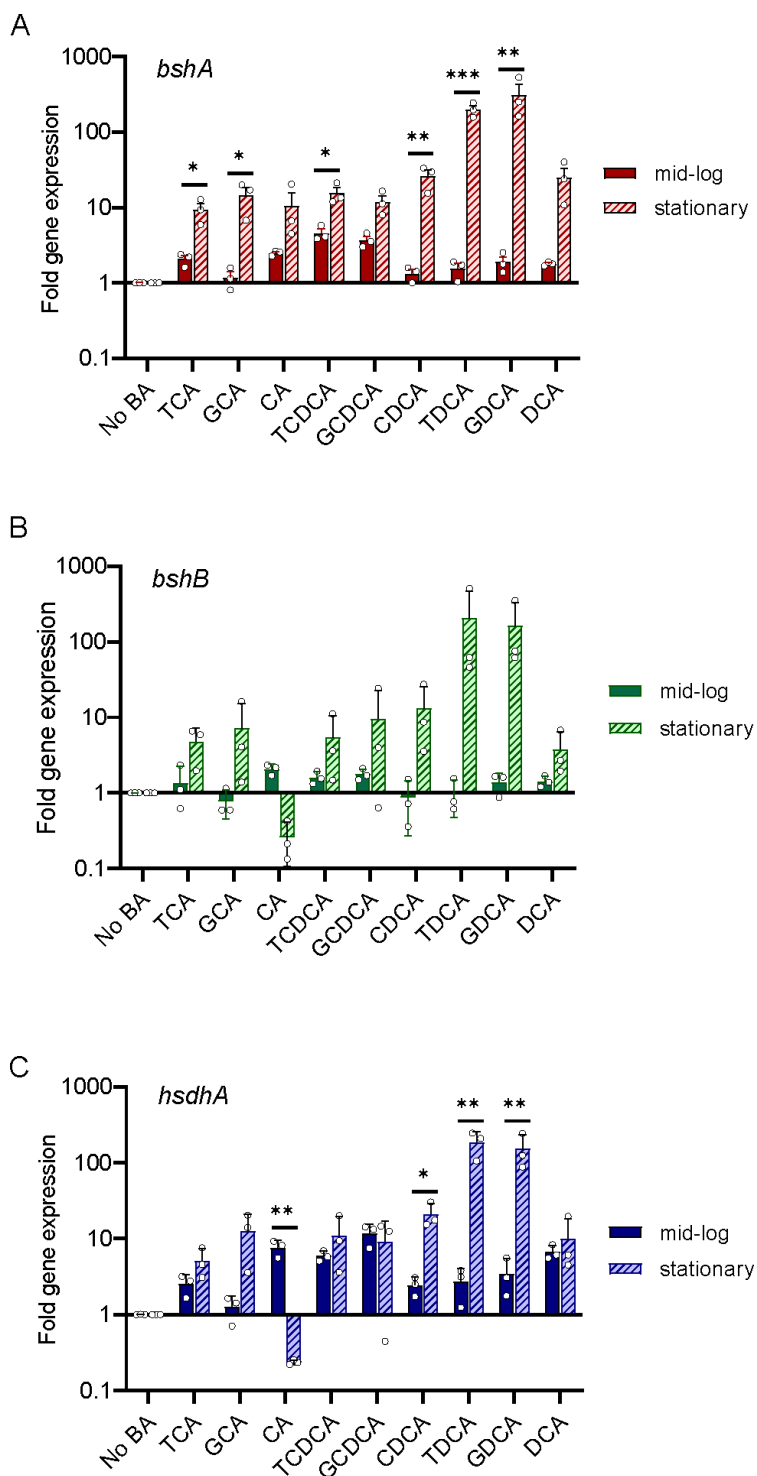 A
bshA
Fold gene expression
1000
100
10
1
0.1
* * * ** *** **
No BA TCA GCA CA TCDCA GCDCA CDCA TDCA GDCA DCA
mid-log
stationary
B
bshB
Fold gene expression
1000
100
10
1
0.1
No BA TCA GCA CA TCDCA GCDCA CDCA TDCA GDCA DCA
mid-log
stationary
C
hsdhA
Fold gene expression
1000
100
10
1
0.1
** * ** **
No BA TCA GCA CA TCDCA GCDCA CDCA TDCA GDCA DCA
mid-log
stationary